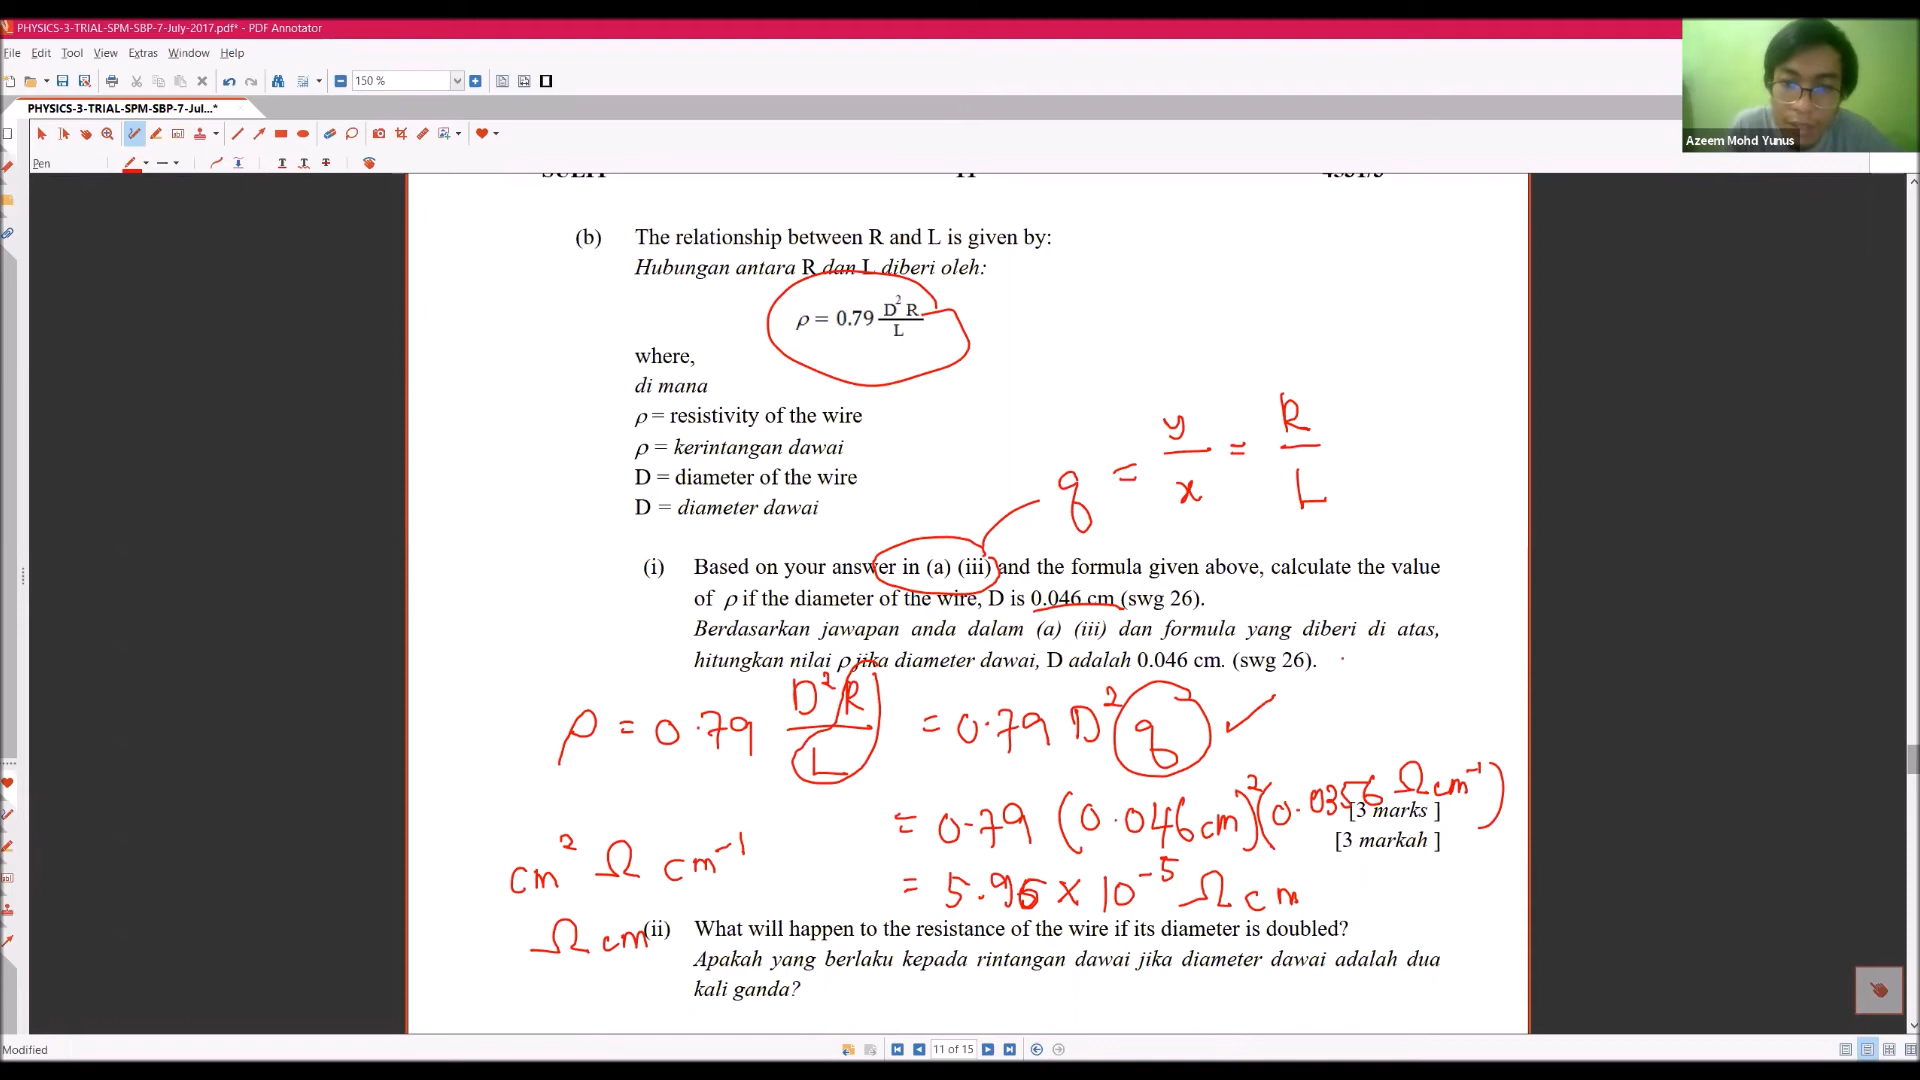 PHYSICS-3-TRIAL-SPM-SBP-7-July-2017.pdf* - PDF Annotator
File Edit Tool View Extras Window Help
150 %
PHYSICS-3-TRIAL-SPM-SBP-7-Jul...*
Azeem Mohd Yunus
Pen
(b) The relationship between R and L is given by:
Hubungan antara R dan L diberi oleh:
ρ = 0.79 D² R / L
where,
di mana
ρ = resistivity of the wire
ρ = kerintangan dawai
D = diameter of the wire
D = diameter dawai
q = y/x = R/L
(i) Based on your answer in (a) (iii) and the formula given above, calculate the value
of ρ if the diameter of the wire, D is 0.046 cm (swg 26).
Berdasarkan jawapan anda dalam (a) (iii) dan formula yang diberi di atas,
hitungkan nilai ρ jika diameter dawai, D adalah 0.046 cm. (swg 26).
ρ = 0.79 D² R / L = 0.79 D² q ✓
= 0.79 (0.046cm)² (0.0356 Ω cm⁻¹)
[3 marks ]
[3 markah ]
cm² Ω cm⁻¹
= 5.95 × 10⁻⁵ Ω cm
Ω cm
(ii) What will happen to the resistance of the wire if its diameter is doubled?
Apakah yang berlaku kepada rintangan dawai jika diameter dawai adalah dua
kali ganda?
Modified
11 of 15